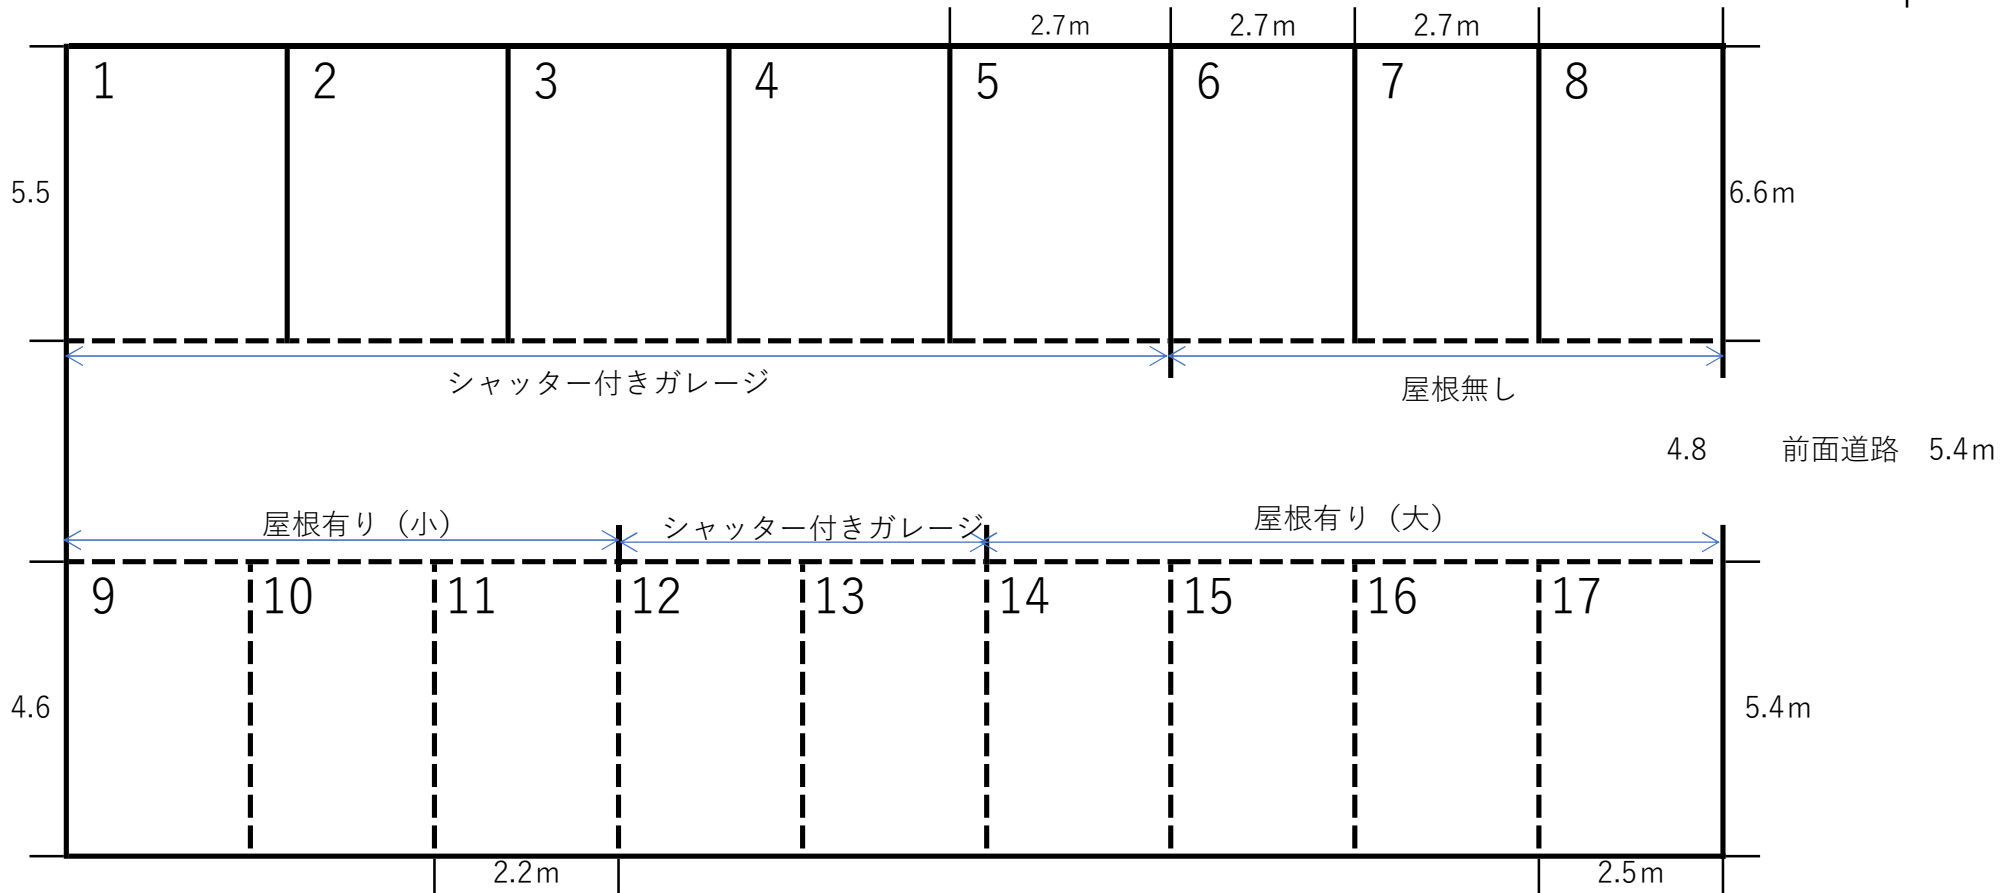 2.7m 2.7m 2.7m
1 2 3 4 5 6 7 8
5.5 6.6m
シャッター付きガレージ 屋根無し
4.8 前面道路 5.4m
屋根有り（小） シャッター付きガレージ 屋根有り（大）
9 10 11 12 13 14 15 16 17
4.6 5.4m
2.2m 2.5m